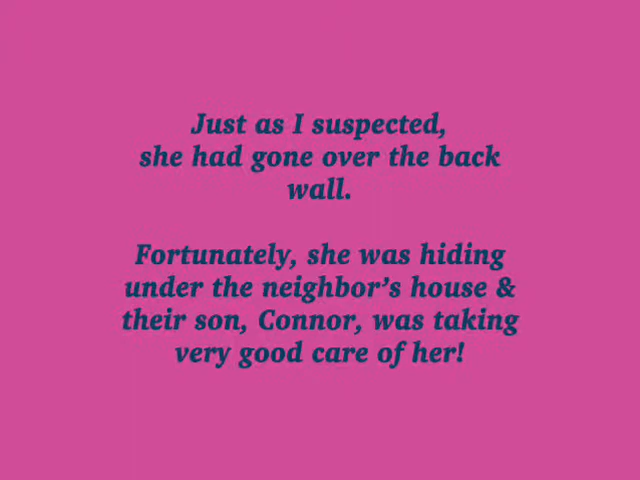 Just as I suspected,
she had gone over the back
wall.
Fortunately, she was hiding
under the neighbor’s house &
their son, Connor, was taking
very good care of her!